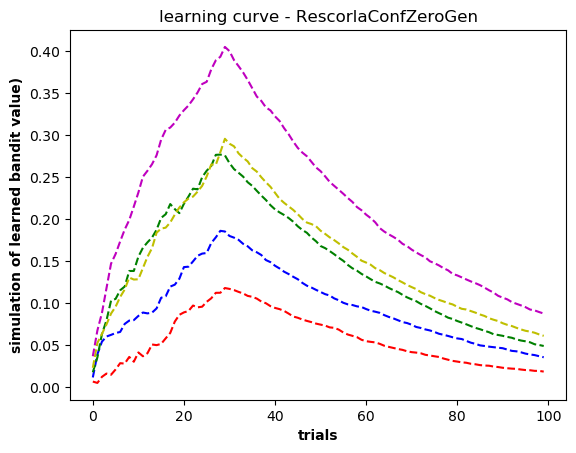 learning curve - RescorlaConfZeroGen
simulation of learned bandit value)
0.40
0.35
0.30
0.25
0.20
0.15
0.10
0.05
0.00
0 20 40 60 80 100
trials